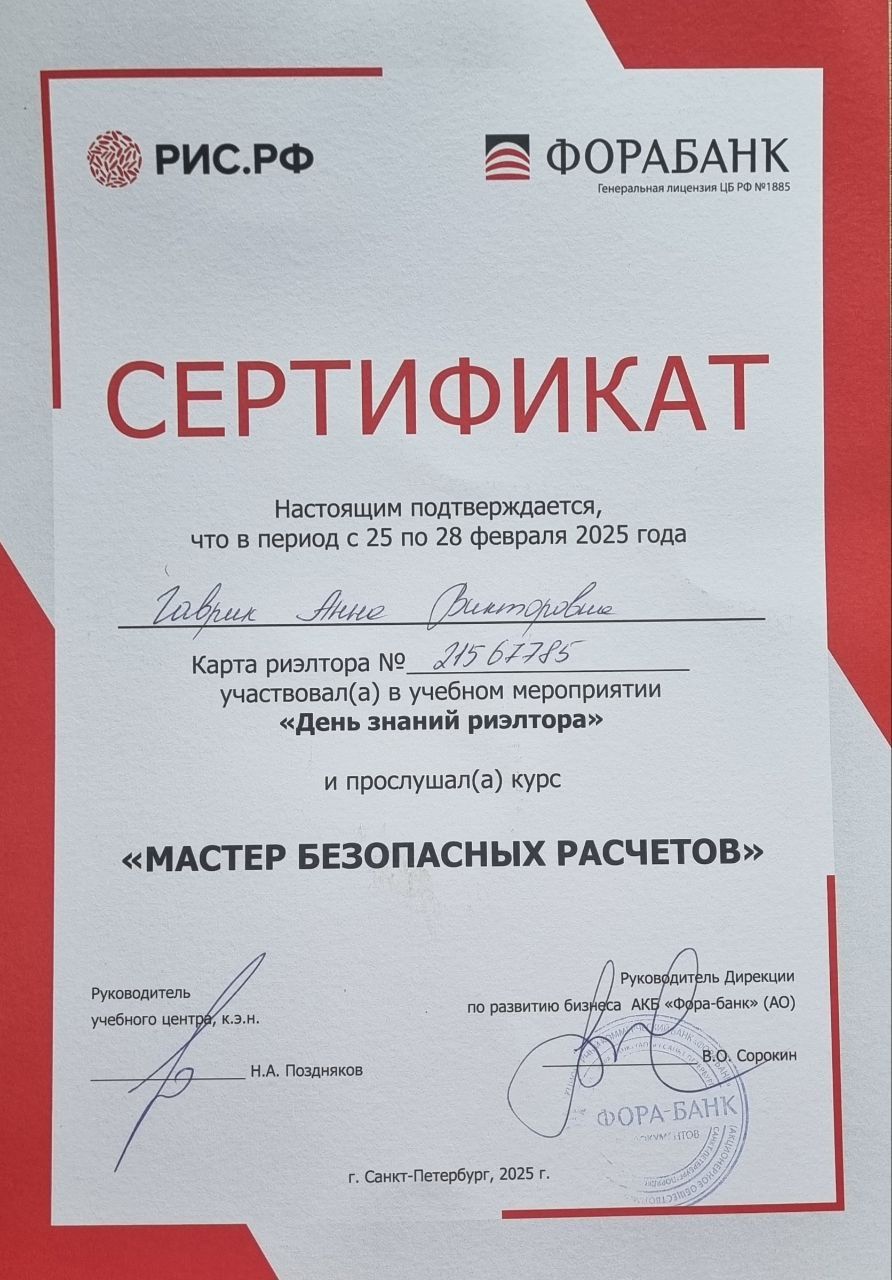 РИС.РФ
ФОРАБАНК
Генеральная лицензия ЦБ РФ №1885
СЕРТИФИКАТ
Настоящим подтверждается,
что в период с 25 по 28 февраля 2025 года
Гаврик Анна Викторовна
Карта риэлтора № 21567785
участвовал(а) в учебном мероприятии
«День знаний риэлтора»
и прослушал(а) курс
«МАСТЕР БЕЗОПАСНЫХ РАСЧЕТОВ»
Руководитель
учебного центра, к.э.н.
Н.А. Поздняков
Руководитель Дирекции
по развитию бизнеса АКБ «Фора-банк» (АО)
В.О. Сорокин
ФОРА-БАНК
г. Санкт-Петербург, 2025 г.